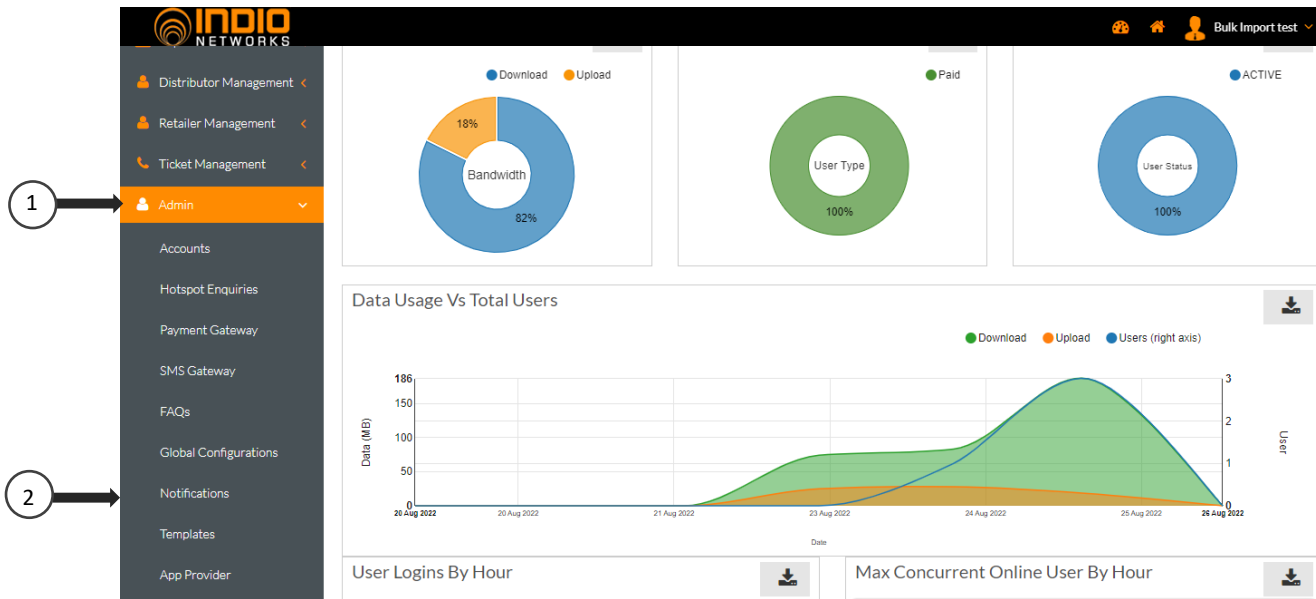 INDIO
NETWORKS
Bulk Import test
Distributor Management
Retailer Management
Ticket Management
1
Admin
Accounts
Hotspot Enquiries
Payment Gateway
SMS Gateway
FAQs
Global Configurations
2
Notifications
Templates
App Provider
Download Upload
18%
Bandwidth
82%
Paid
User Type
100%
ACTIVE
User Status
100%
Data Usage Vs Total Users
Download Upload Users (right axis)
Data (MB)
186
150
100
50
0
3
2
1
0
User
20 Aug 2022 20 Aug 2022 21 Aug 2022 23 Aug 2022 24 Aug 2022 25 Aug 2022 26 Aug 2022
Date
User Logins By Hour
Max Concurrent Online User By Hour